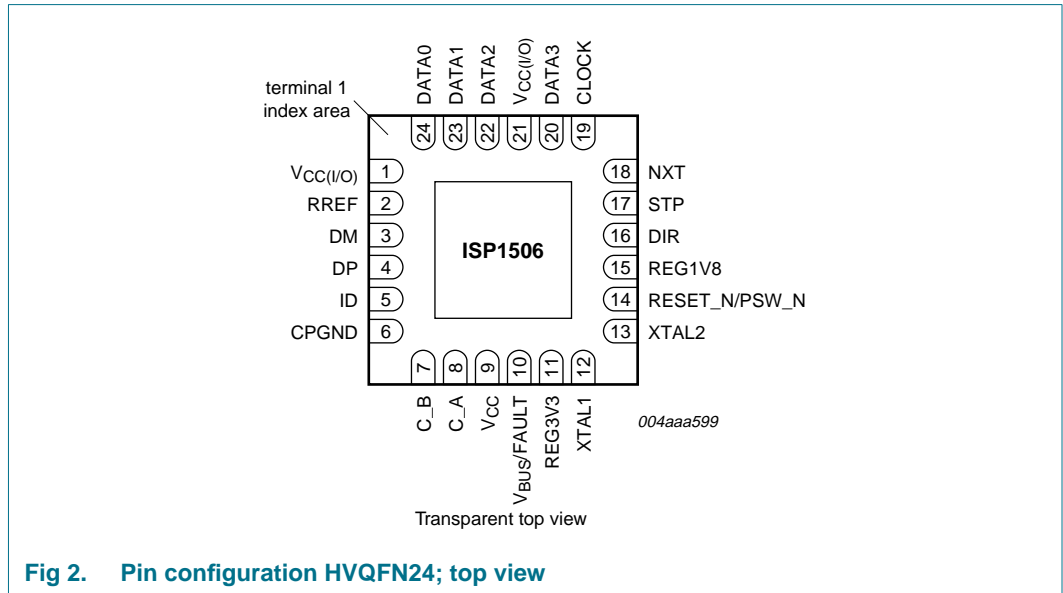 DATA0
DATA1
DATA2
VCC(I/O)
DATA3
CLOCK
terminal 1
index area
24
23
22
21
20
19
VCC(I/O) 1
RREF 2
DM 3
DP 4
ID 5
CPGND 6
ISP1506
18 NXT
17 STP
16 DIR
15 REG1V8
14 RESET_N/PSW_N
13 XTAL2
7
8
9
10
11
12
C_B
C_A
VCC
VBUS/FAULT
REG3V3
XTAL1
004aaa599
Transparent top view
Fig 2. Pin configuration HVQFN24; top view